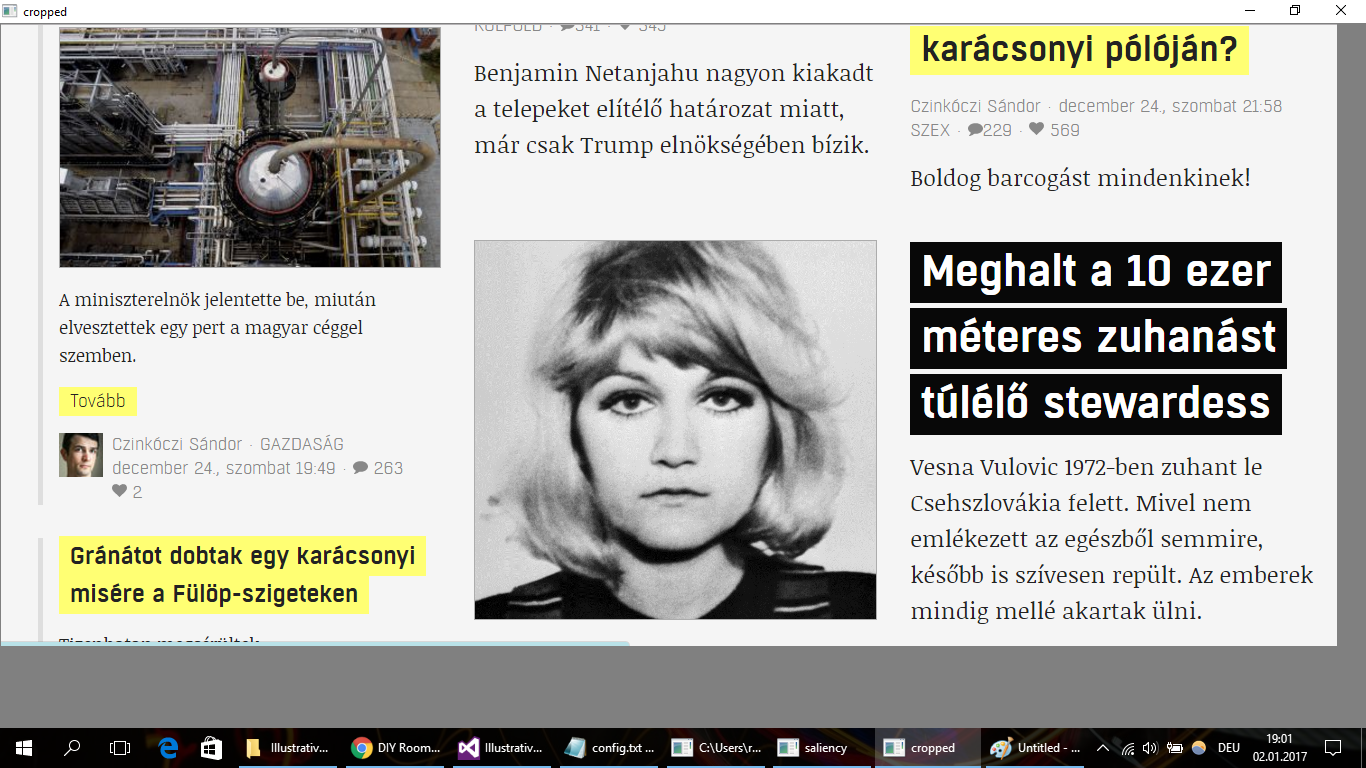 cropped
A miniszterelnök jelentette be, miután
elvesztettek egy pert a magyar céggel
szemben.
Tovább
Czinkóczi Sándor · GAZDASÁG
december 24., szombat 19:49 · 263
2
Gránátot dobtak egy karácsonyi
misére a Fülöp-szigeteken
Tizenhatan megsérültek
KÜLFÖLD · 341 · 345
Benjamin Netanjahu nagyon kiakadt
a telepeket elítélő határozat miatt,
már csak Trump elnökségében bízik.
karácsonyi pólóján?
Czinkóczi Sándor · december 24., szombat 21:58
SZEX · 229 · 569
Boldog barcogást mindenkinek!
Meghalt a 10 ezer
méteres zuhanást
túlélő stewardess
Vesna Vulovic 1972-ben zuhant le
Csehszlovákia felett. Mivel nem
emlékezett az egészből semmire,
később is szívesen repült. Az emberek
mindig mellé akartak ülni.
Illustrativ...
DIY Room...
Illustrativ...
config.txt ...
C:\Users\r...
saliency
cropped
Untitled - ...
DEU
19:01
02.01.2017